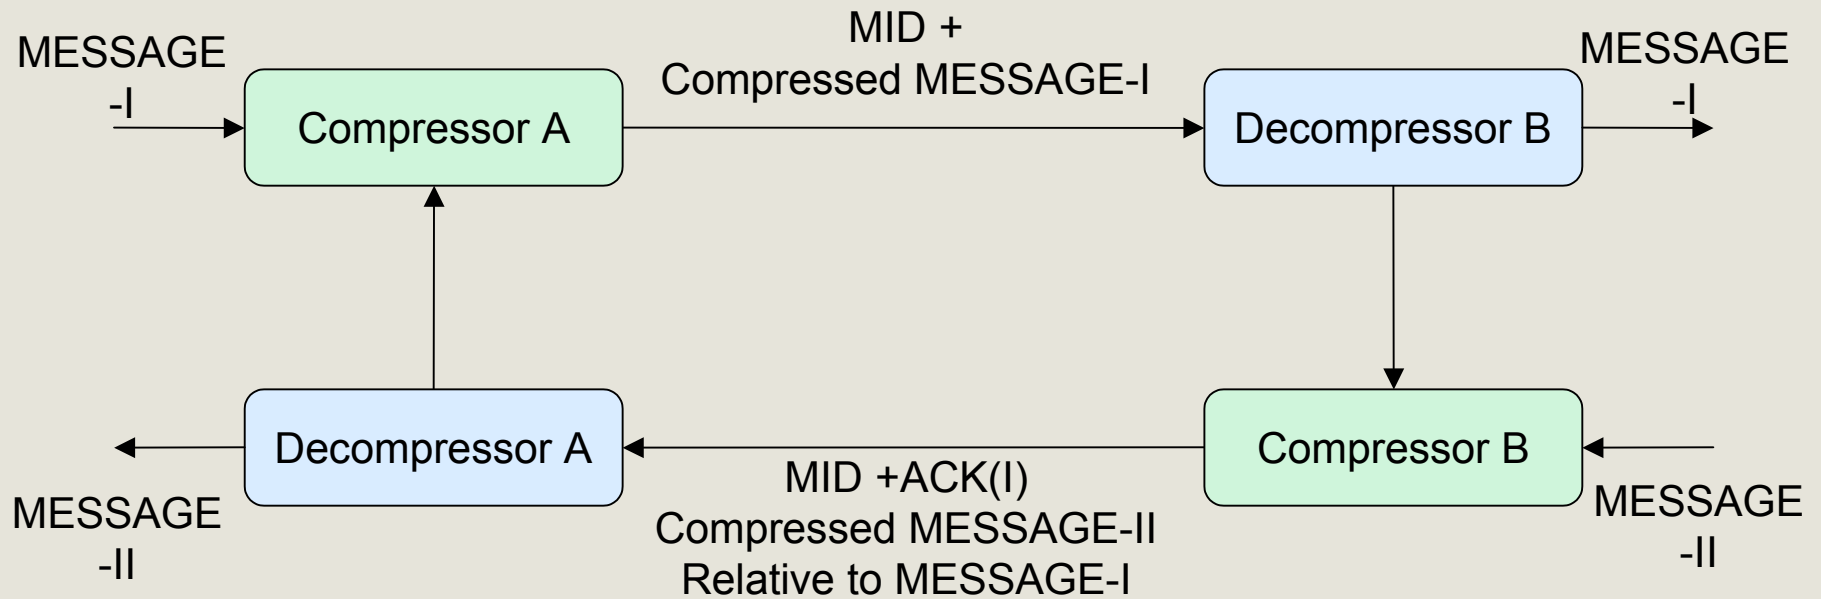 MESSAGE
-I
Compressor A
MID +
Compressed MESSAGE-I
Decompressor B
MESSAGE
-I
Decompressor A
MESSAGE
-II
MID +ACK(I)
Compressed MESSAGE-II
Relative to MESSAGE-I
Compressor B
MESSAGE
-II